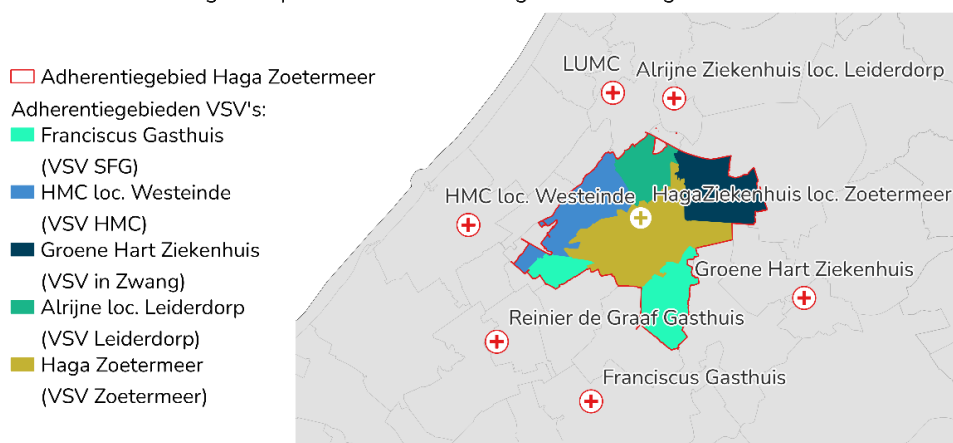 Adherentiegebied Haga Zoetermeer
Adherentiegebieden VSV's:
Franciscus Gasthuis
(VSV SFG)
HMC loc. Westeinde
(VSV HMC)
Groene Hart Ziekenhuis
(VSV in Zwang)
Alrijne loc. Leiderdorp
(VSV Leiderdorp)
Haga Zoetermeer
(VSV Zoetermeer)
LUMC
Alrijne Ziekenhuis loc. Leiderdorp
HMC loc. Westeinde
HagaZiekenhuis loc. Zoetermeer
Groene Hart Ziekenhuis
Reinier de Graaf Gasthuis
Franciscus Gasthuis